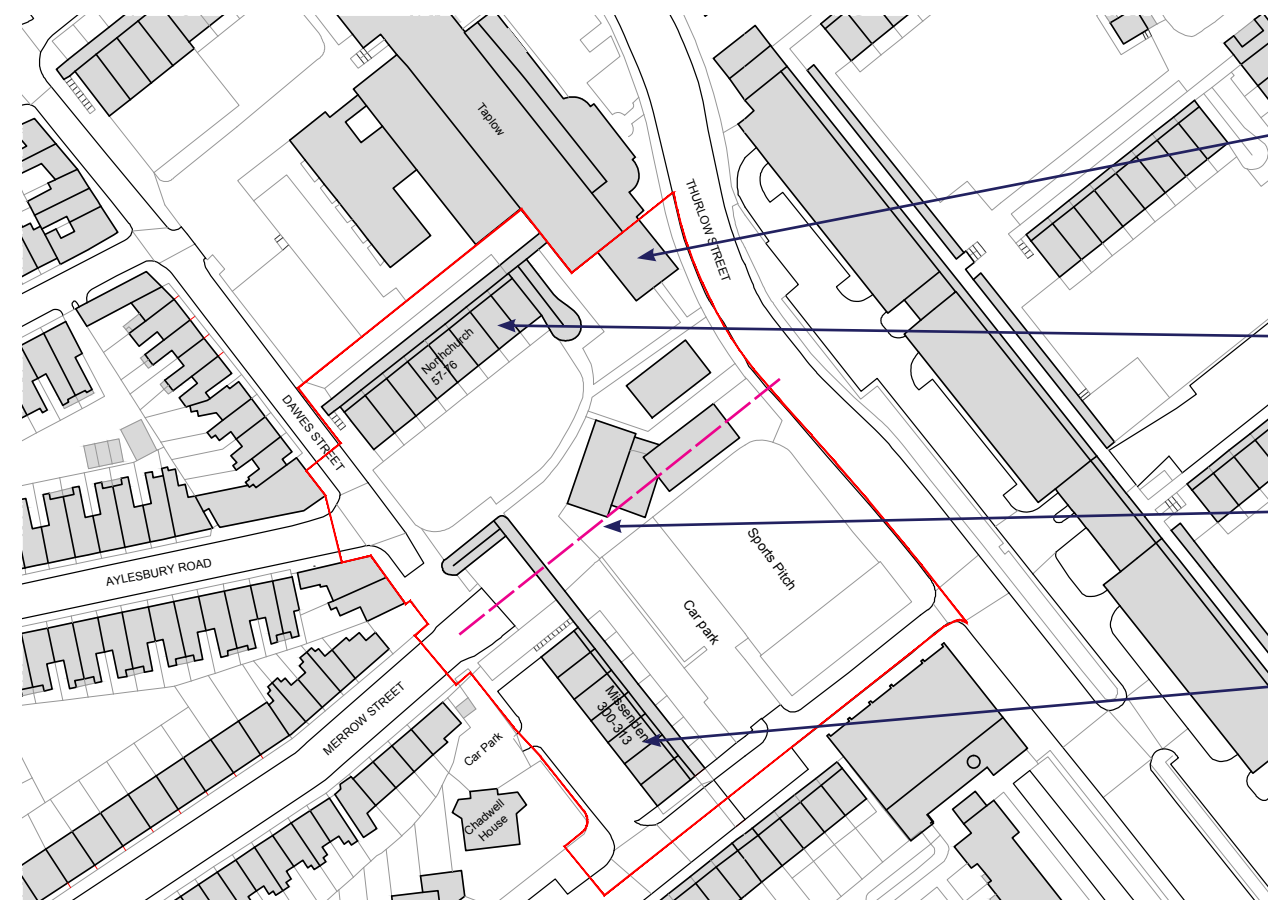 Taplow
THURLOW STREET
Northchurch
57-76
DAWES STREET
AYLESBURY ROAD
Sports Pitch
Car park
Missenden
300-313
MERROW STREET
Car Park
Chadwell
House